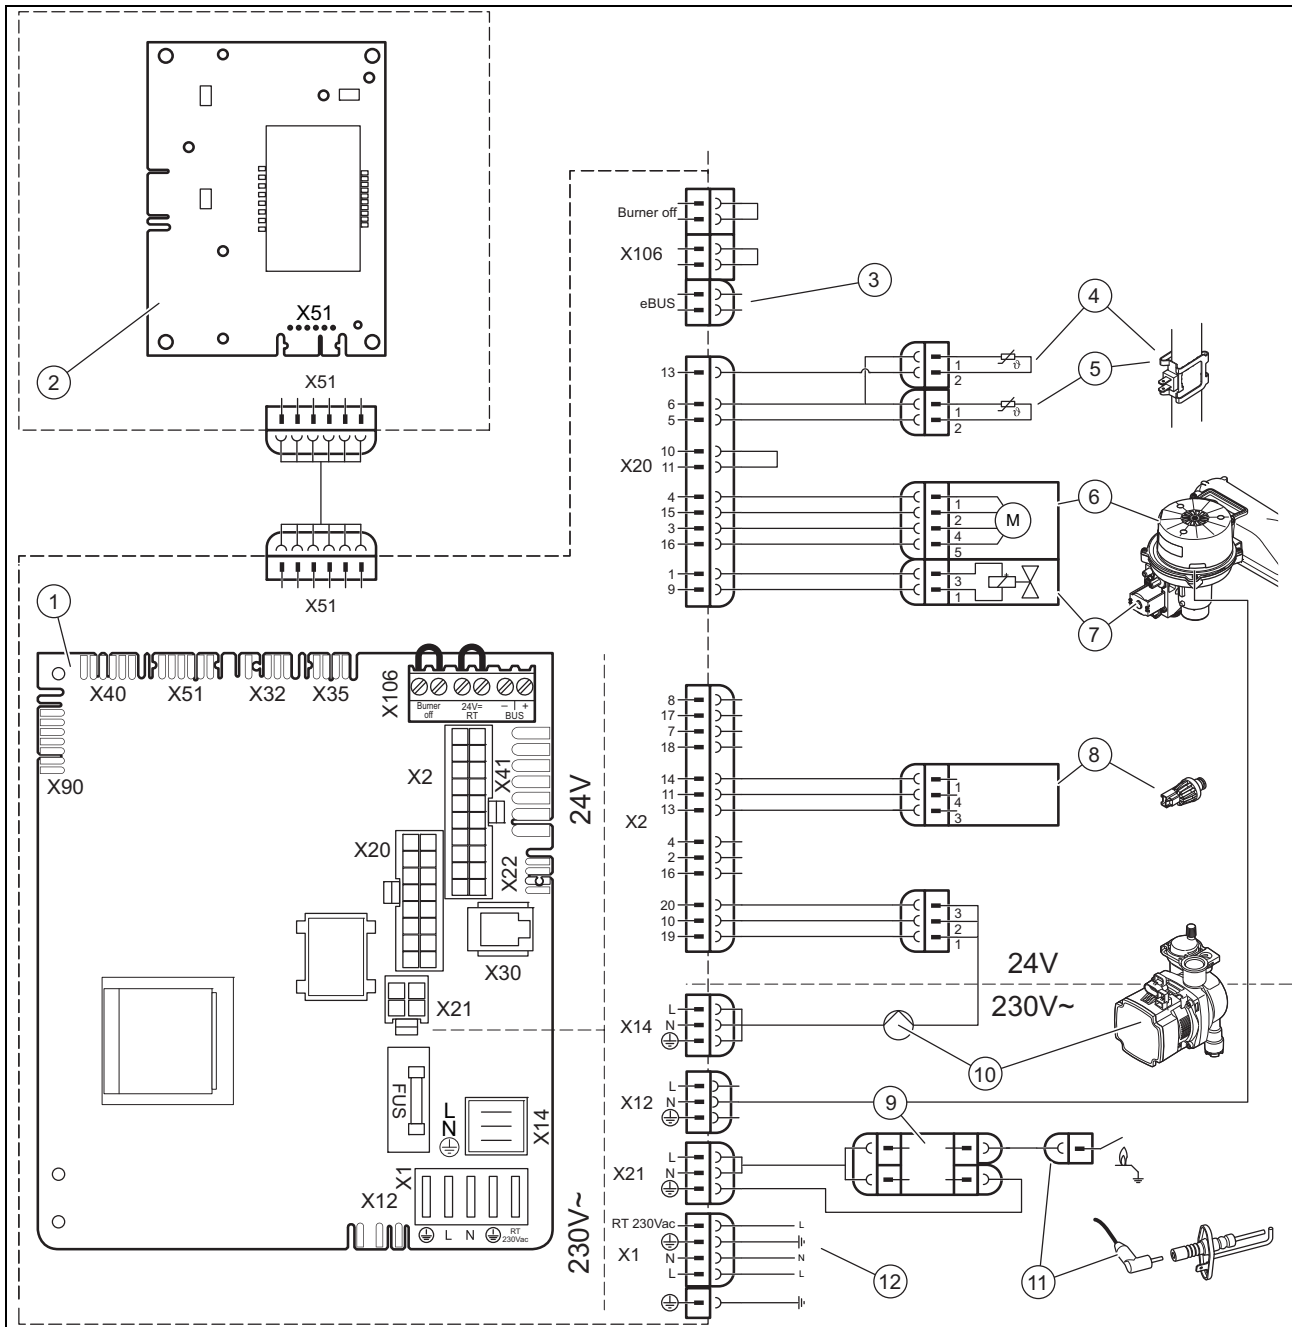 X51
2
X51
Burner off
X106
3
eBUS
4
13
1
2
5
6
5
1
2
10
X20
11
4
15
3
16
1
2
4
5
M
6
1
9
3
1
7
X51
1
X40
X51
X32
X35
X106
Burner off
24V= RT
– | + BUS
X90
X2
X41
24V
X20
X22
X30
X21
FUS
L
N
X14
X1
X12
L N
RT 230Vac
230V~
8
17
7
18
14
11
13
1
4
3
8
X2
4
2
16
20
10
19
3
2
1
24V
230V~
L
X14 N
10
L
X12 N
9
L
X21 N
RT 230Vac
L
X1 N
N
L
L
12
11
ϑ
ϑ